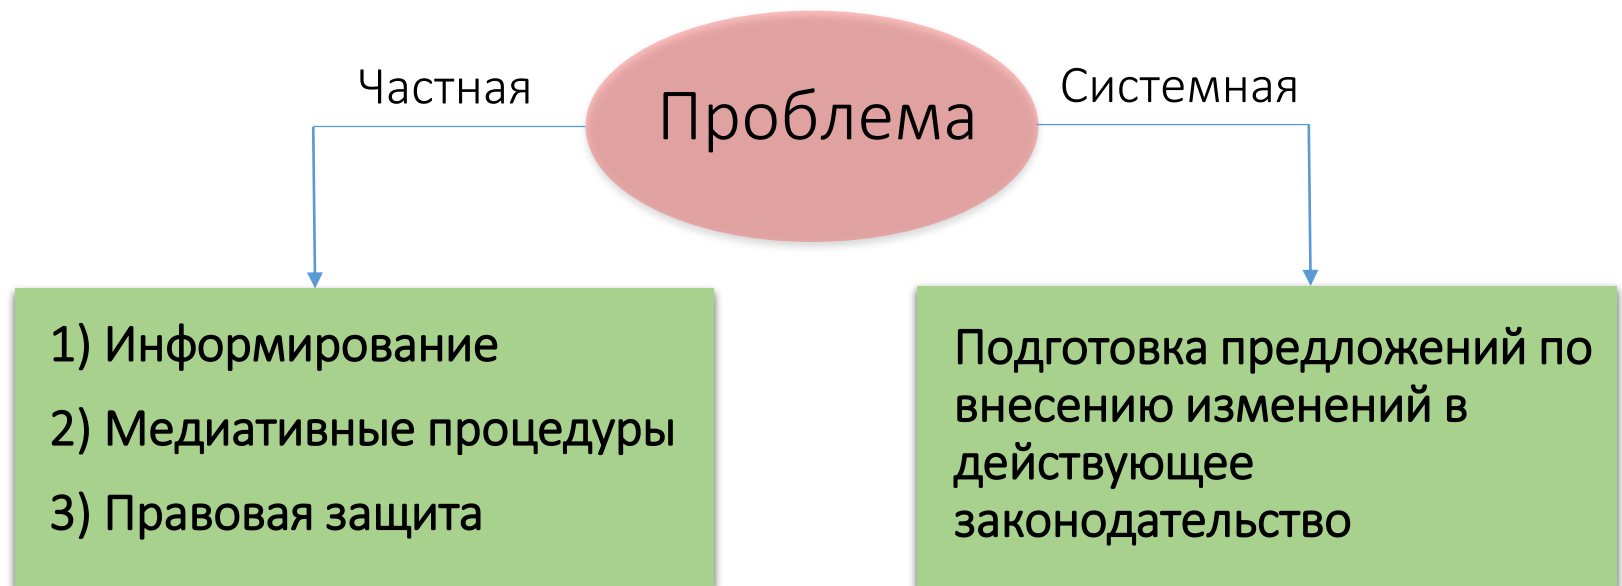 Проблема
Частная
Системная
1) Информирование
2) Медиативные процедуры
3) Правовая защита
Подготовка предложений по
внесению изменений в
действующее
законодательство